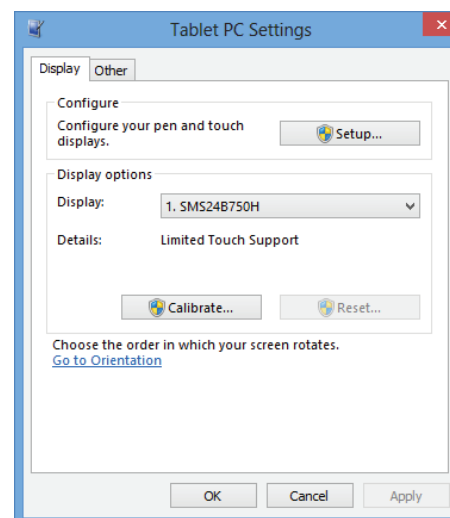 Tablet PC Settings
Display Other
Configure
Configure your pen and touch
displays.
Setup...
Display options
Display: 1. SMS24B750H
Details: Limited Touch Support
Calibrate... Reset...
Choose the order in which your screen rotates.
Go to Orientation
OK Cancel Apply